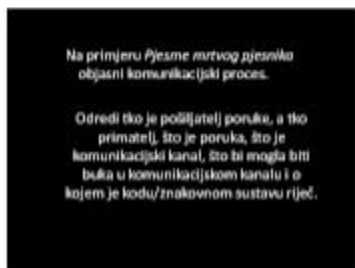 Na primjeru Pjesme mrtvog pjesnika
objasni komunikacijski proces.
Odredi tko je pošiljatelj poruke, a tko
primatelj, što je poruka, što je
komunikacijski kanal, što bi mogla biti
buka u komunikacijskom kanalu i o
kojem je kodu/znakovnom sustavu riječ.